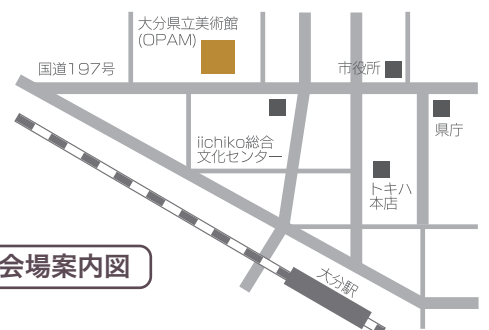 大分県立美術館
(OPAM)
国道197号
市役所
県庁
iichiko総合
文化センター
トキハ
本店
会場案内図
大分駅